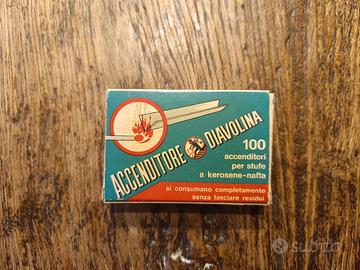 ACCENDITORE DIAVOLINA
100
accenditori
per stufe
a kerosene-nafta
si consumano completamente
senza lasciare residui
subito